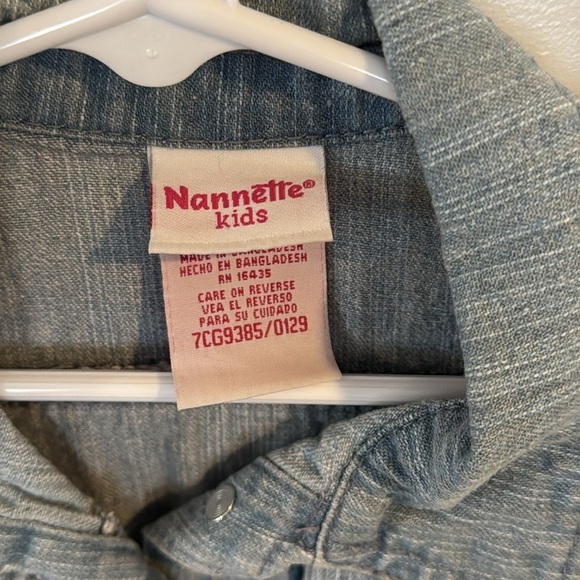 Nannette®
kids
MADE IN BANGLADESH
HECHO EN BANGLADESH
RN 16435
CARE ON REVERSE
VEA EL REVERSO
PARA SU CUIDADO
7CG9385/0129